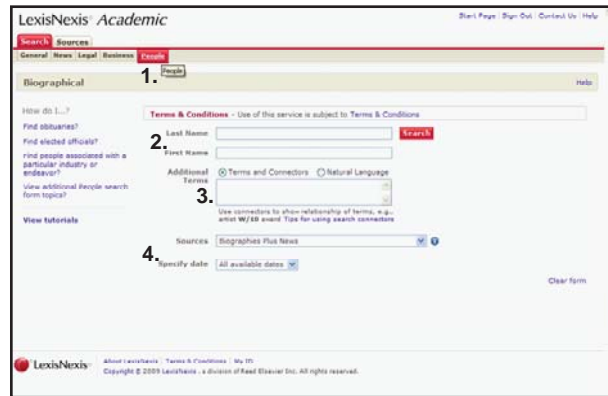 LexisNexis® Academic
Start Page | Sign Out | Contact Us | Help
Search Sources
General News Legal Business People
1. People
Biographical
Help
How do I...?
Find obituaries?
Find elected officials?
Find people associated with a
particular industry or
endeavor?
View additional People search
form topics?
View tutorials
Terms & Conditions - Use of this service is subject to Terms & Conditions
2. Last Name
Search
First Name
Additional
Terms
Terms and Connectors Natural Language
3.
Use connectors to show relationship of terms, e.g.,
artist W/10 award Tips for using search connectors
Sources Biographies Plus News
4. Specify date All available dates
Clear form
LexisNexis®
About LexisNexis | Terms & Conditions | My ID
Copyright © 2009 LexisNexis, a division of Reed Elsevier Inc. All rights reserved.